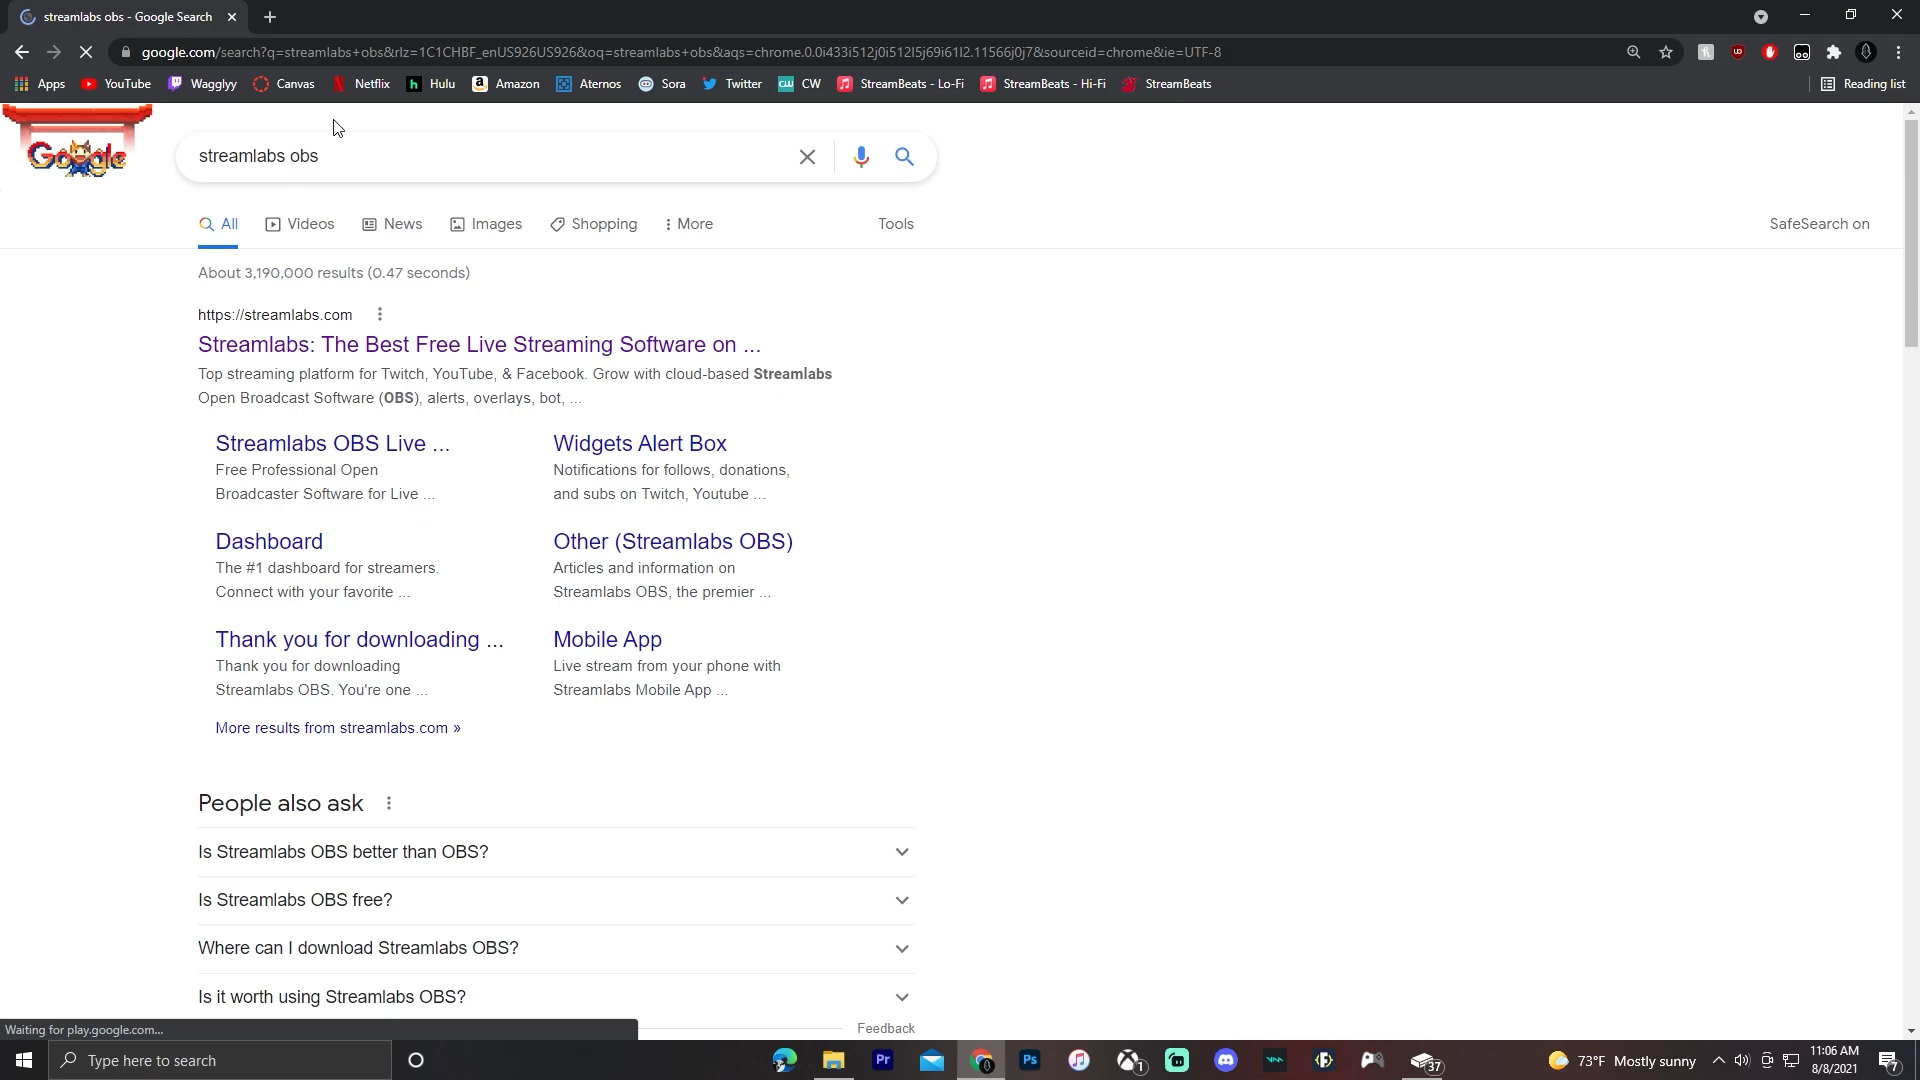 streamlabs obs - Google Search
google.com/search?q=streamlabs+obs&rlz=1C1CHBF_enUS926US926&oq=streamlabs+obs&aqs=chrome.0.0i433i512j0i512l5j69i61l2.11566j0j7&sourceid=chrome&ie=UTF-8
Apps YouTube Wagglyy Canvas Netflix Hulu Amazon Aternos Sora Twitter CW StreamBeats - Lo-Fi StreamBeats - Hi-Fi StreamBeats Reading list
Google
streamlabs obs
All Videos News Images Shopping More Tools SafeSearch on
About 3,190,000 results (0.47 seconds)
https://streamlabs.com
Streamlabs: The Best Free Live Streaming Software on ...
Top streaming platform for Twitch, YouTube, & Facebook. Grow with cloud-based Streamlabs
Open Broadcast Software (OBS), alerts, overlays, bot, ...
Streamlabs OBS Live ...
Free Professional Open
Broadcaster Software for Live ...
Widgets Alert Box
Notifications for follows, donations,
and subs on Twitch, Youtube ...
Dashboard
The #1 dashboard for streamers.
Connect with your favorite ...
Other (Streamlabs OBS)
Articles and information on
Streamlabs OBS, the premier ...
Thank you for downloading ...
Thank you for downloading
Streamlabs OBS. You're one ...
Mobile App
Live stream from your phone with
Streamlabs Mobile App ...
More results from streamlabs.com »
People also ask
Is Streamlabs OBS better than OBS?
Is Streamlabs OBS free?
Where can I download Streamlabs OBS?
Is it worth using Streamlabs OBS?
Feedback
Waiting for play.google.com...
Type here to search
Pr
Ps
1
37
73°F Mostly sunny
11:06 AM
8/8/2021
7